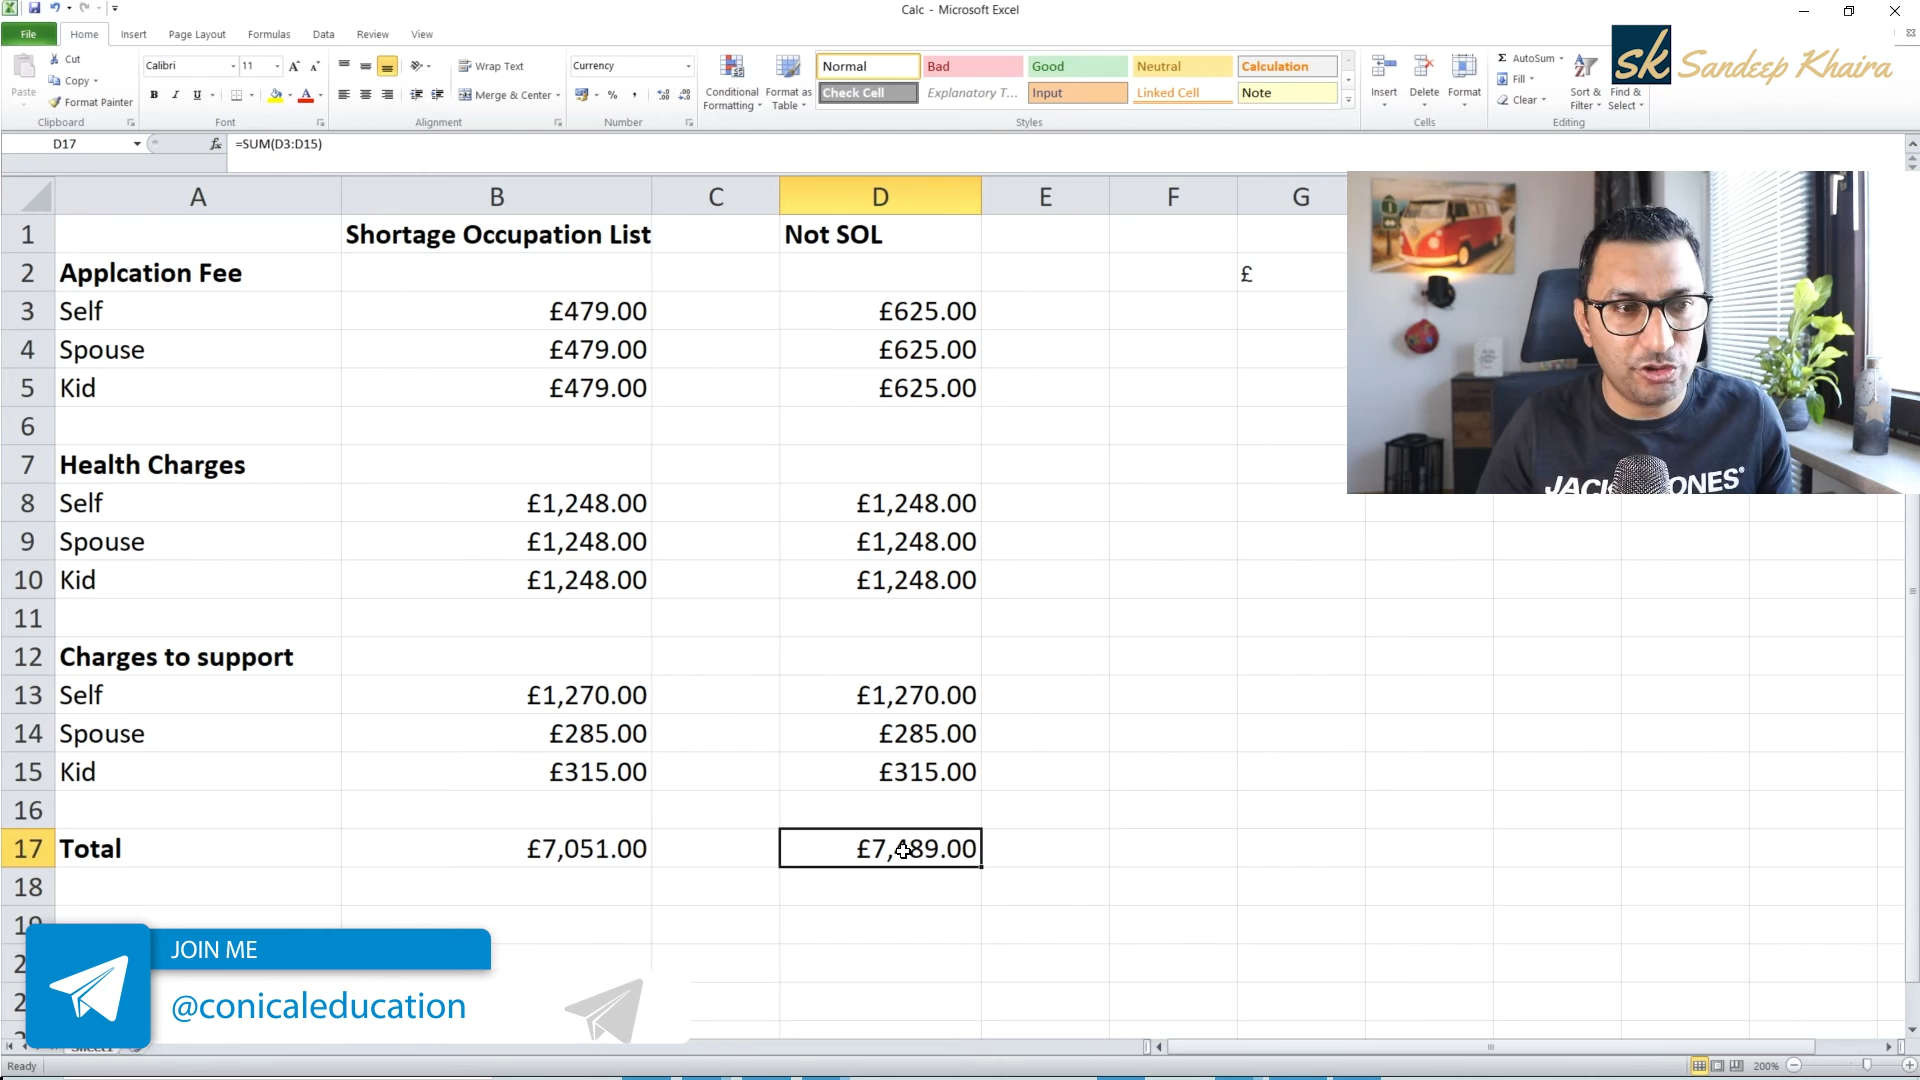 Calc - Microsoft Excel
File Home Insert Page Layout Formulas Data Review View
Paste
Cut
Copy
Format Painter
Clipboard
Calibri 11
B I U
Font
Wrap Text
Merge & Center
Alignment
Currency
Number
Conditional Formatting
Format as Table
Normal Bad Good Neutral Calculation
Check Cell Explanatory T... Input Linked Cell Note
Styles
Insert Delete Format
Cells
Σ AutoSum
Fill
Clear
Sort & Filter
Find & Select
Editing
sk Sandeep Khaira
D17 fx =SUM(D3:D15)
A B C D E F G
1 Shortage Occupation List Not SOL
2 Applcation Fee £
3 Self £479.00 £625.00
4 Spouse £479.00 £625.00
5 Kid £479.00 £625.00
6
7 Health Charges
8 Self £1,248.00 £1,248.00
9 Spouse £1,248.00 £1,248.00
10 Kid £1,248.00 £1,248.00
11
12 Charges to support
13 Self £1,270.00 £1,270.00
14 Spouse £285.00 £285.00
15 Kid £315.00 £315.00
16
17 Total £7,051.00 £7,489.00
18
JOIN ME
@conicaleducation
Ready 200%